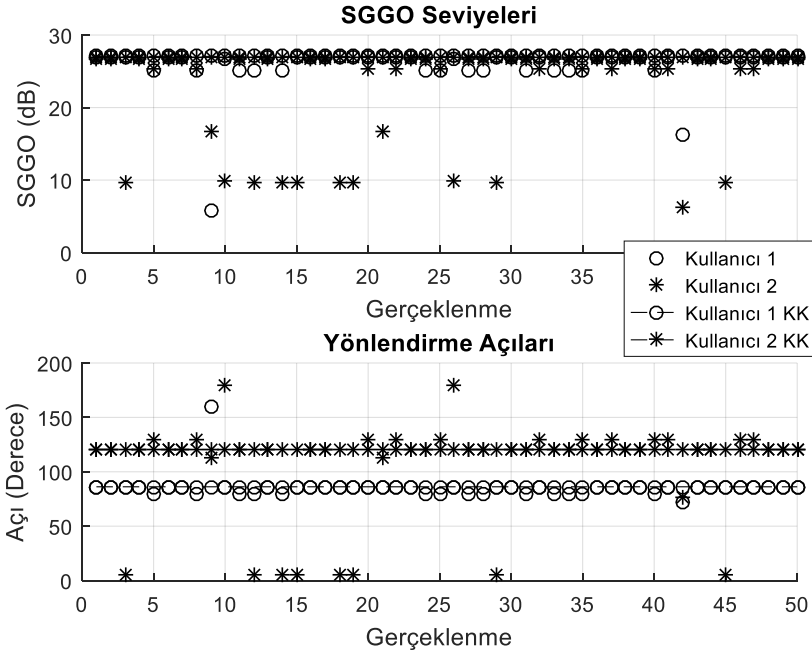 SGGO Seviyeleri
30
20
10
0
SGGO (dB)
0 5 10 15 20 25 30 35
Gerçeklenme
Kullanıcı 1
Kullanıcı 2
Kullanıcı 1 KK
Kullanıcı 2 KK
Yönlendirme Açıları
200
150
100
50
0
Açı (Derece)
0 5 10 15 20 25 30 35 40 45 50
Gerçeklenme